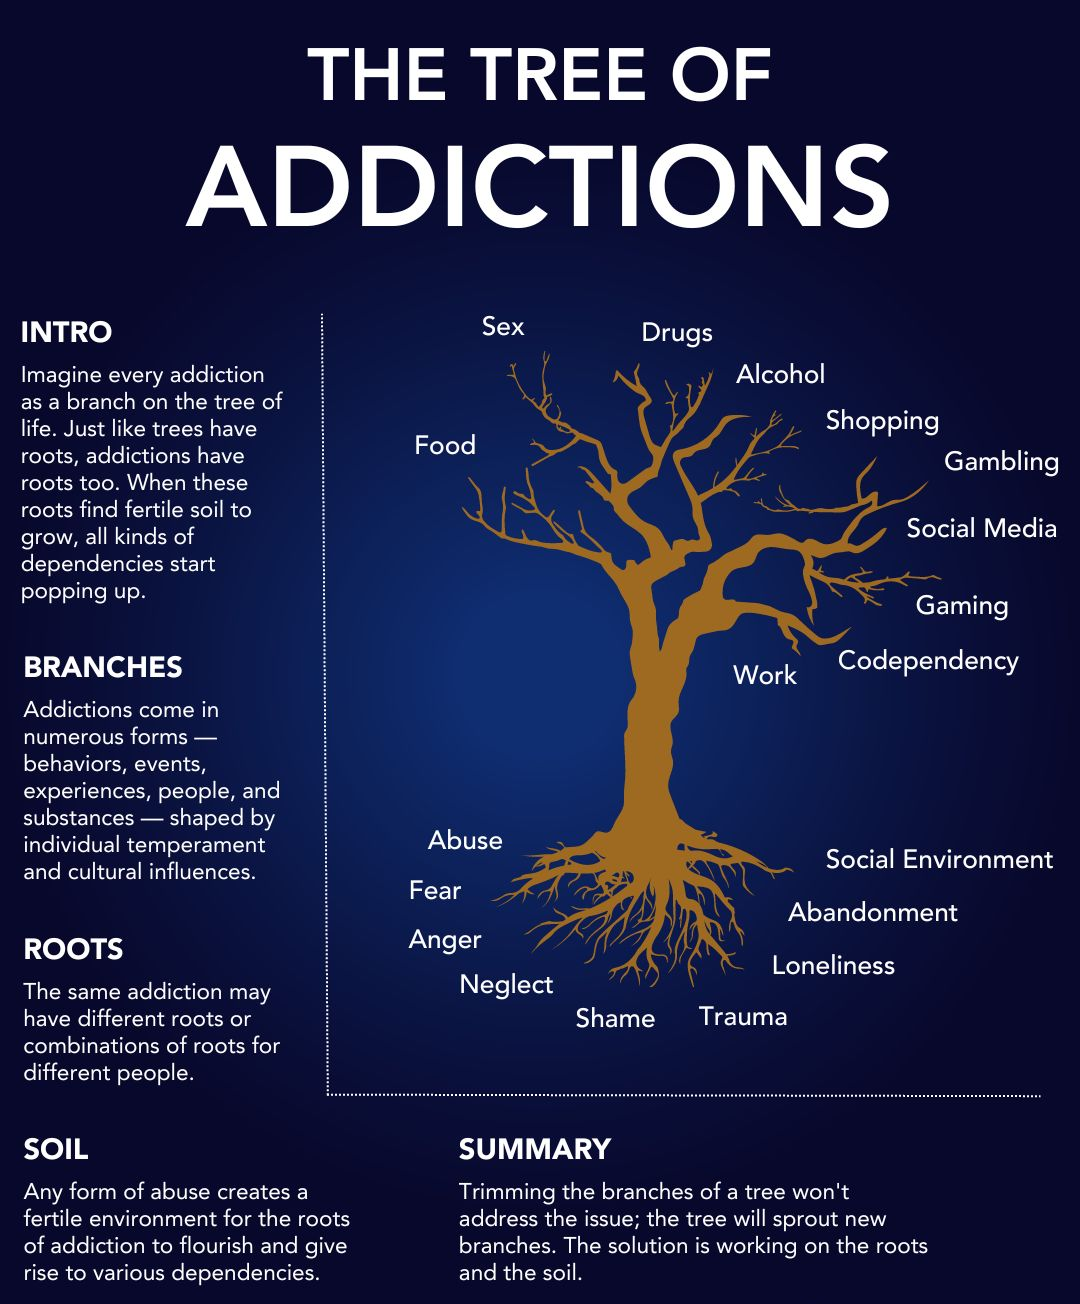 THE TREE OF
ADDICTIONS
INTRO
Imagine every addiction
as a branch on the tree of
life. Just like trees have
roots, addictions have
roots too. When these
roots find fertile soil to
grow, all kinds of
dependencies start
popping up.
BRANCHES
Addictions come in
numerous forms —
behaviors, events,
experiences, people, and
substances — shaped by
individual temperament
and cultural influences.
ROOTS
The same addiction may
have different roots or
combinations of roots for
different people.
Sex
Drugs
Alcohol
Shopping
Food
Gambling
Social Media
Gaming
Codependency
Work
Abuse
Social Environment
Fear
Abandonment
Anger
Loneliness
Neglect
Shame
Trauma
SOIL
Any form of abuse creates a
fertile environment for the roots
of addiction to flourish and give
rise to various dependencies.
SUMMARY
Trimming the branches of a tree won't
address the issue; the tree will sprout new
branches. The solution is working on the roots
and the soil.